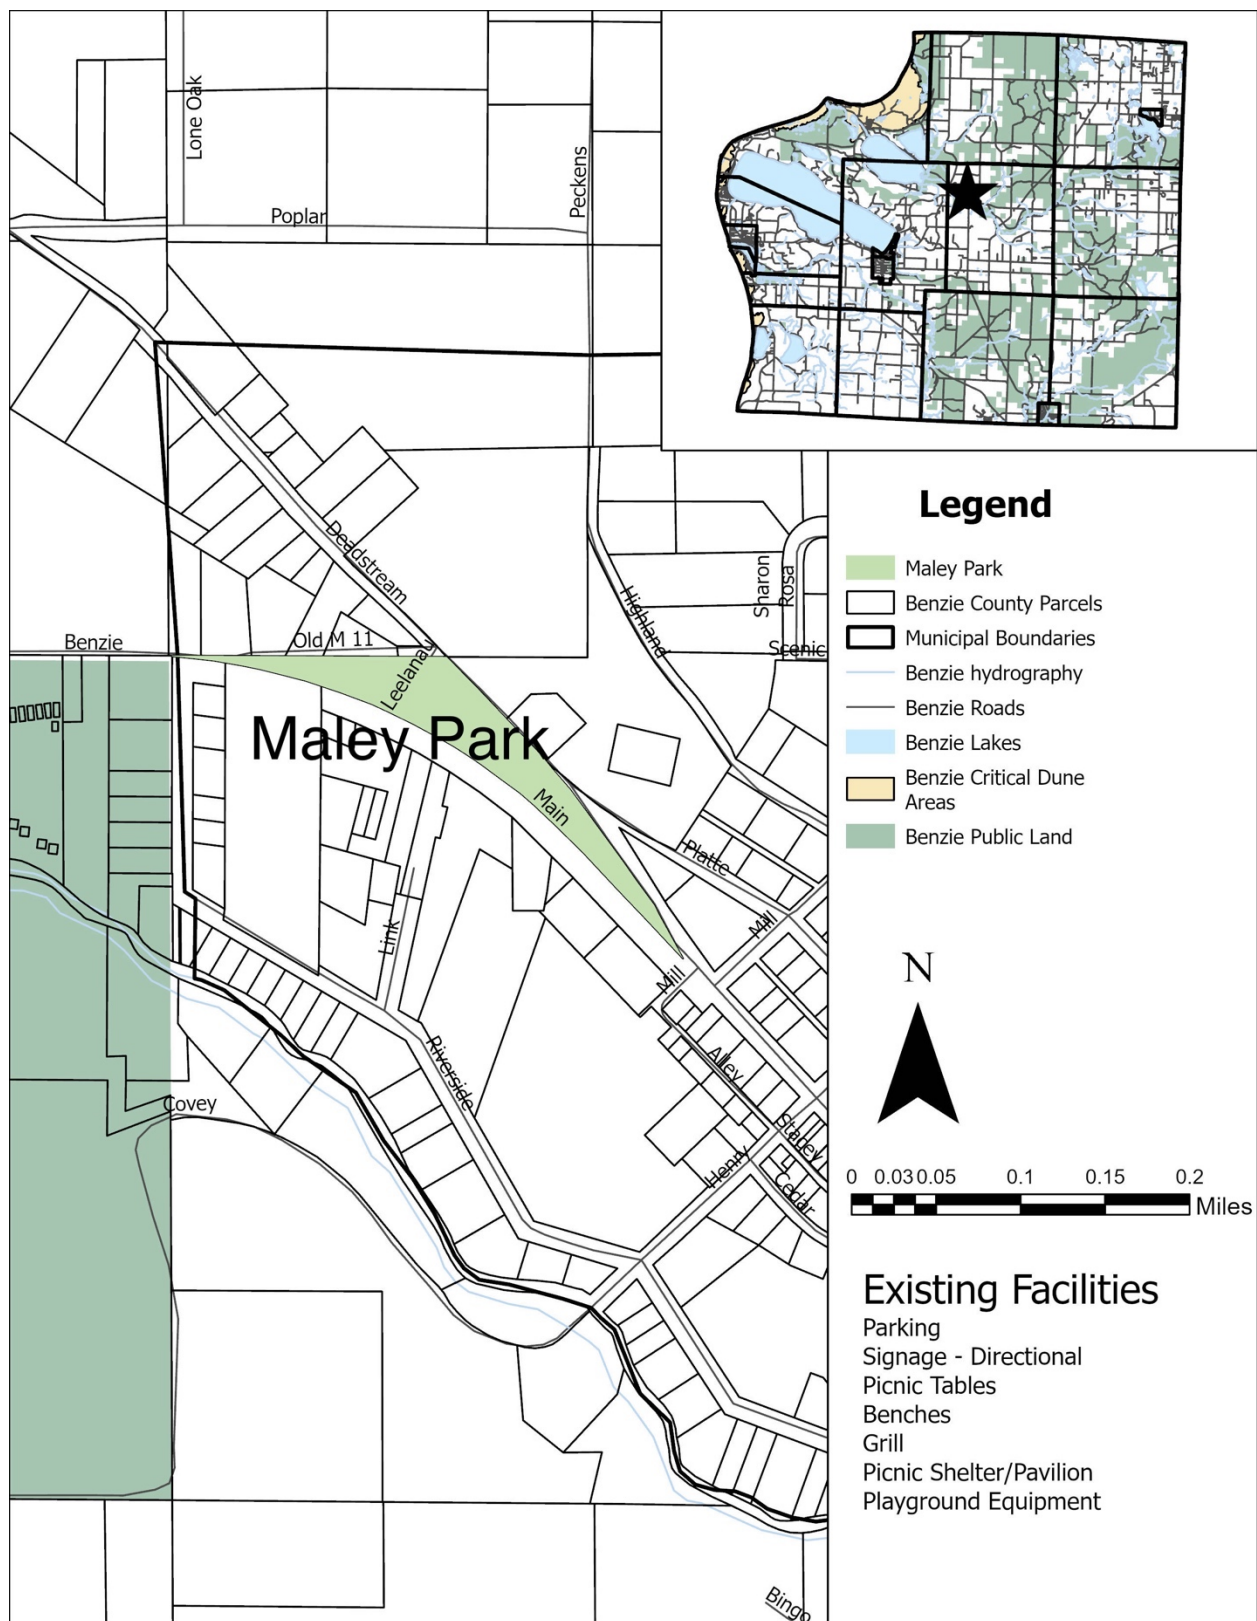 Lone Oak
Poplar
Peckens
Deadstream
Highland
Sharon
Rosa
Scenic
Benzie
Old M 11
Maley Park
Main
Platte
Mill
Link
Mill
Riverside
Alley
Stacey
Covey
Henry
Cedar
Bingo
Legend
Maley Park
Benzie County Parcels
Municipal Boundaries
Benzie hydrography
Benzie Roads
Benzie Lakes
Benzie Critical Dune
Areas
Benzie Public Land
N
0 0.03 0.05 0.1 0.15 0.2
Miles
Existing Facilities
Parking
Signage - Directional
Picnic Tables
Benches
Grill
Picnic Shelter/Pavilion
Playground Equipment